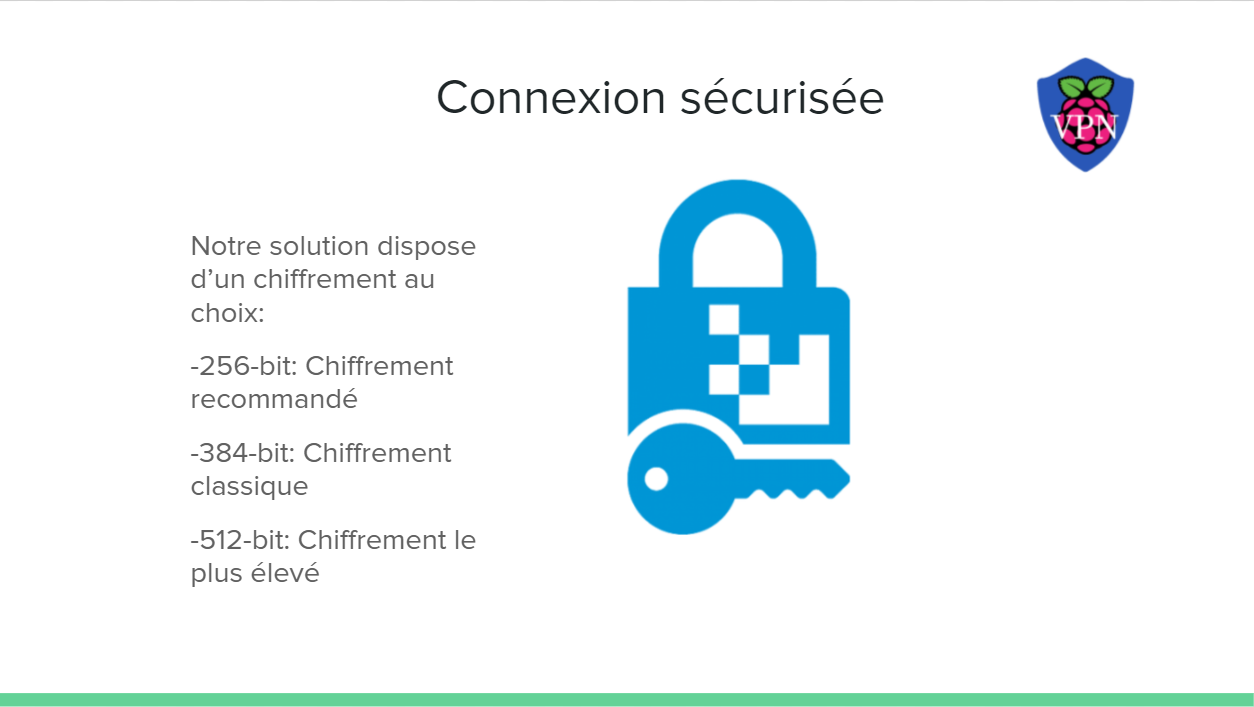 Connexion sécurisée
VPN
Notre solution dispose
d’un chiffrement au
choix:
-256-bit: Chiffrement
recommandé
-384-bit: Chiffrement
classique
-512-bit: Chiffrement le
plus élevé